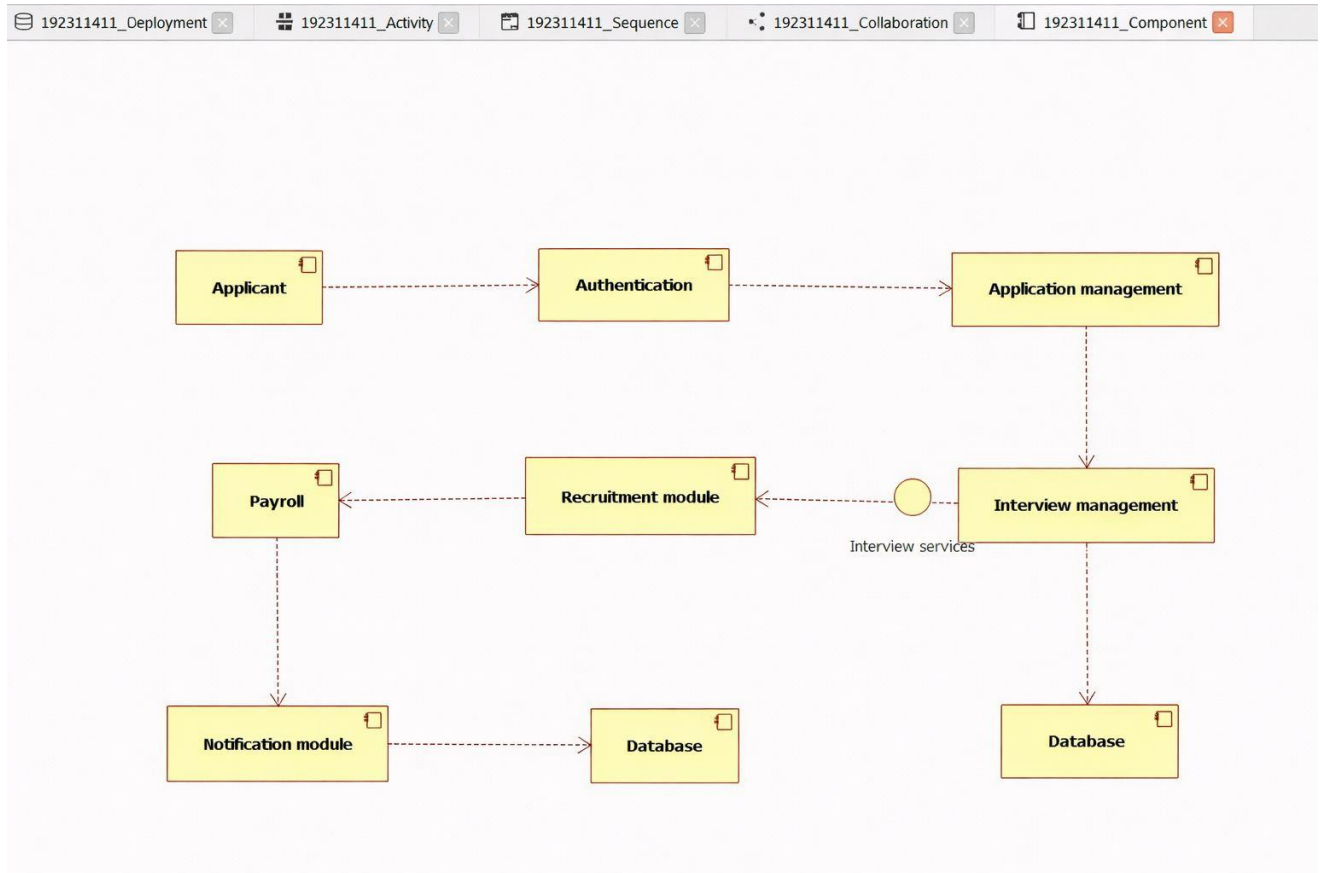 192311411_Deployment
192311411_Activity
192311411_Sequence
192311411_Collaboration
192311411_Component
Applicant
Authentication
Application management
Payroll
Recruitment module
Interview services
Interview management
Notification module
Database
Database